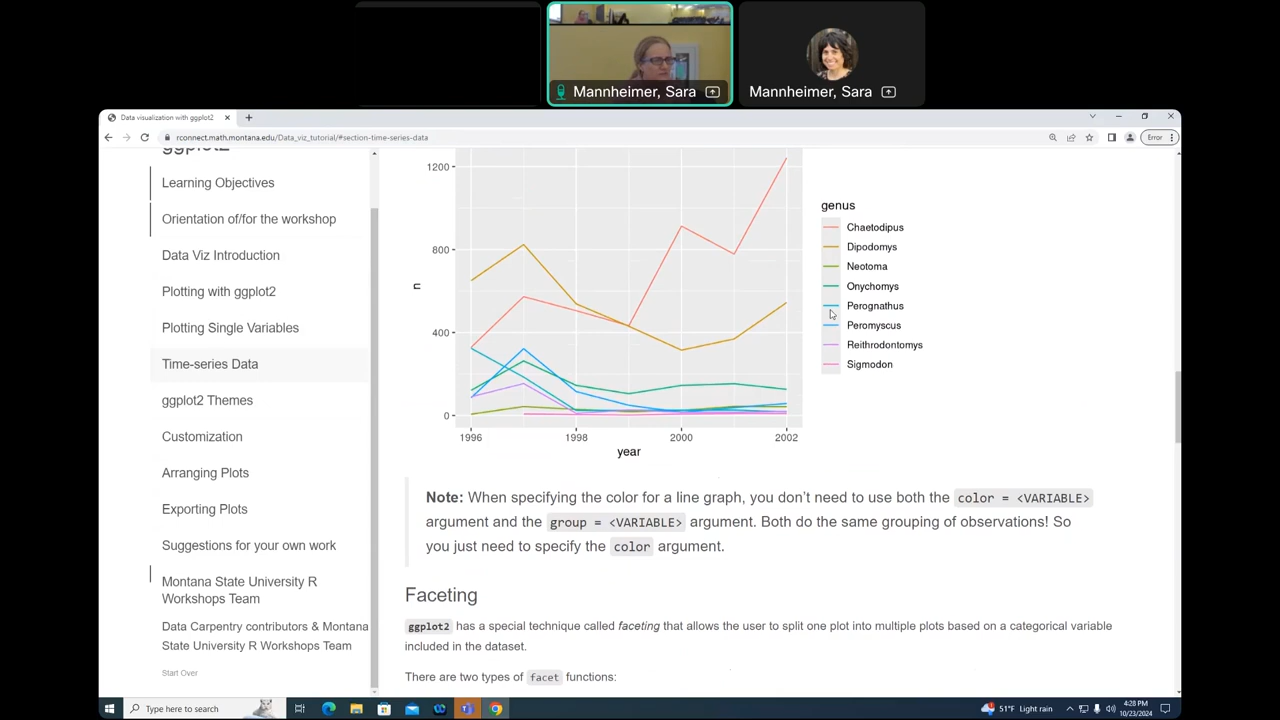 Mannheimer, Sara
Mannheimer, Sara
Data visualization with ggplot2
rconnect.math.montana.edu/Data_viz_tutorial/#section-time-series-data
Error
ggplot2
Learning Objectives
Orientation of/for the workshop
Data Viz Introduction
Plotting with ggplot2
Plotting Single Variables
Time-series Data
ggplot2 Themes
Customization
Arranging Plots
Exporting Plots
Suggestions for your own work
Montana State University R
Workshops Team
Data Carpentry contributors & Montana
State University R Workshops Team
Start Over
1200
800
n
400
0
1996
1998
2000
2002
year
genus
Chaetodipus
Dipodomys
Neotoma
Onychomys
Perognathus
Peromyscus
Reithrodontomys
Sigmodon
Note: When specifying the color for a line graph, you don't need to use both the color = <VARIABLE>
argument and the group = <VARIABLE> argument. Both do the same grouping of observations! So
you just need to specify the color argument.
Faceting
ggplot2 has a special technique called faceting that allows the user to split one plot into multiple plots based on a categorical variable
included in the dataset.
There are two types of facet functions:
Type here to search
51°F Light rain
4:28 PM
10/23/2024